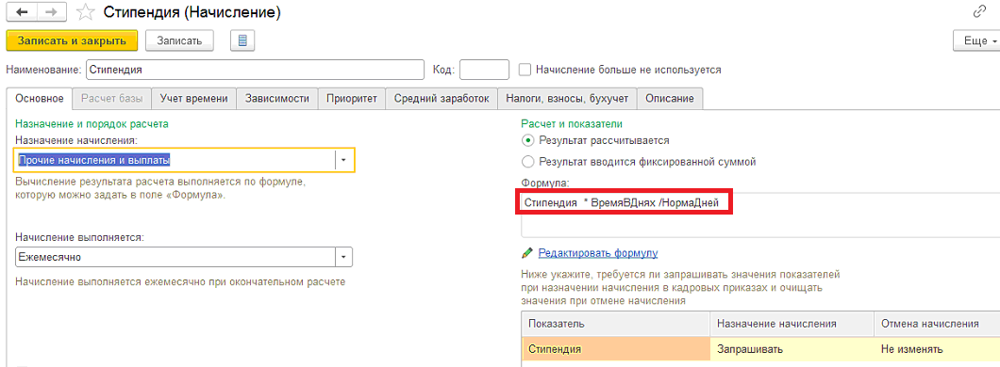 Стипендия (Начисление)
Записать и закрыть
Записать
Еще
Наименование: Стипендия
Код:
Начисление больше не используется
Основное
Расчет базы
Учет времени
Зависимости
Приоритет
Средний заработок
Налоги, взносы, бухучет
Описание
Назначение и порядок расчета
Назначение начисления:
Прочие начисления и выплаты
Вычисление результата расчета выполняется по формуле,
которую можно задать в поле «Формула».
Начисление выполняется:
Ежемесячно
Начисление выполняется ежемесячно при окончательном расчете
Расчет и показатели
Результат рассчитывается
Результат вводится фиксированной суммой
Формула:
Стипендия * ВремяВДнях /НормаДней
Редактировать формулу
Ниже укажите, требуется ли запрашивать значения показателей
при назначении начисления в кадровых приказах и очищать
значения при отмене начисления
Показатель Назначение начисления Отмена начисления
Стипендия Запрашивать Не изменять